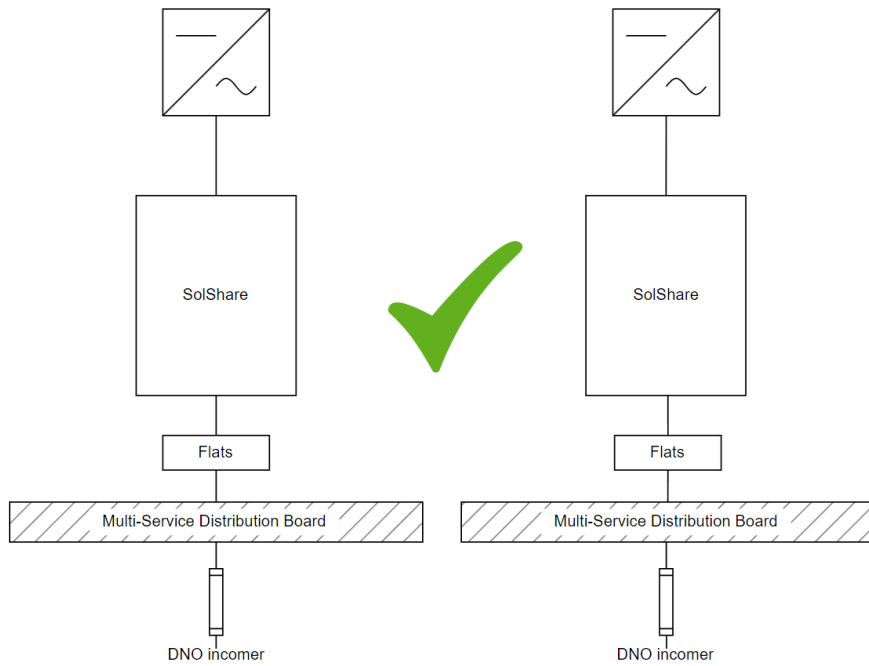 SolShare
SolShare
Flats
Flats
Multi-Service Distribution Board
Multi-Service Distribution Board
DNO incomer
DNO incomer